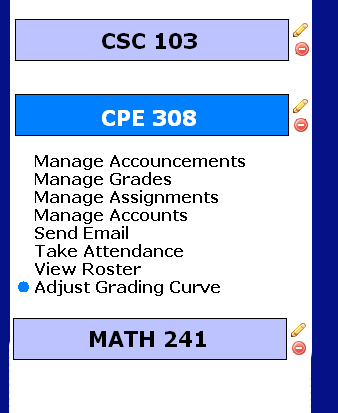 CSC 103
CPE 308
Manage Accouncements
Manage Grades
Manage Assignments
Manage Accounts
Send Email
Take Attendance
View Roster
Adjust Grading Curve
MATH 241